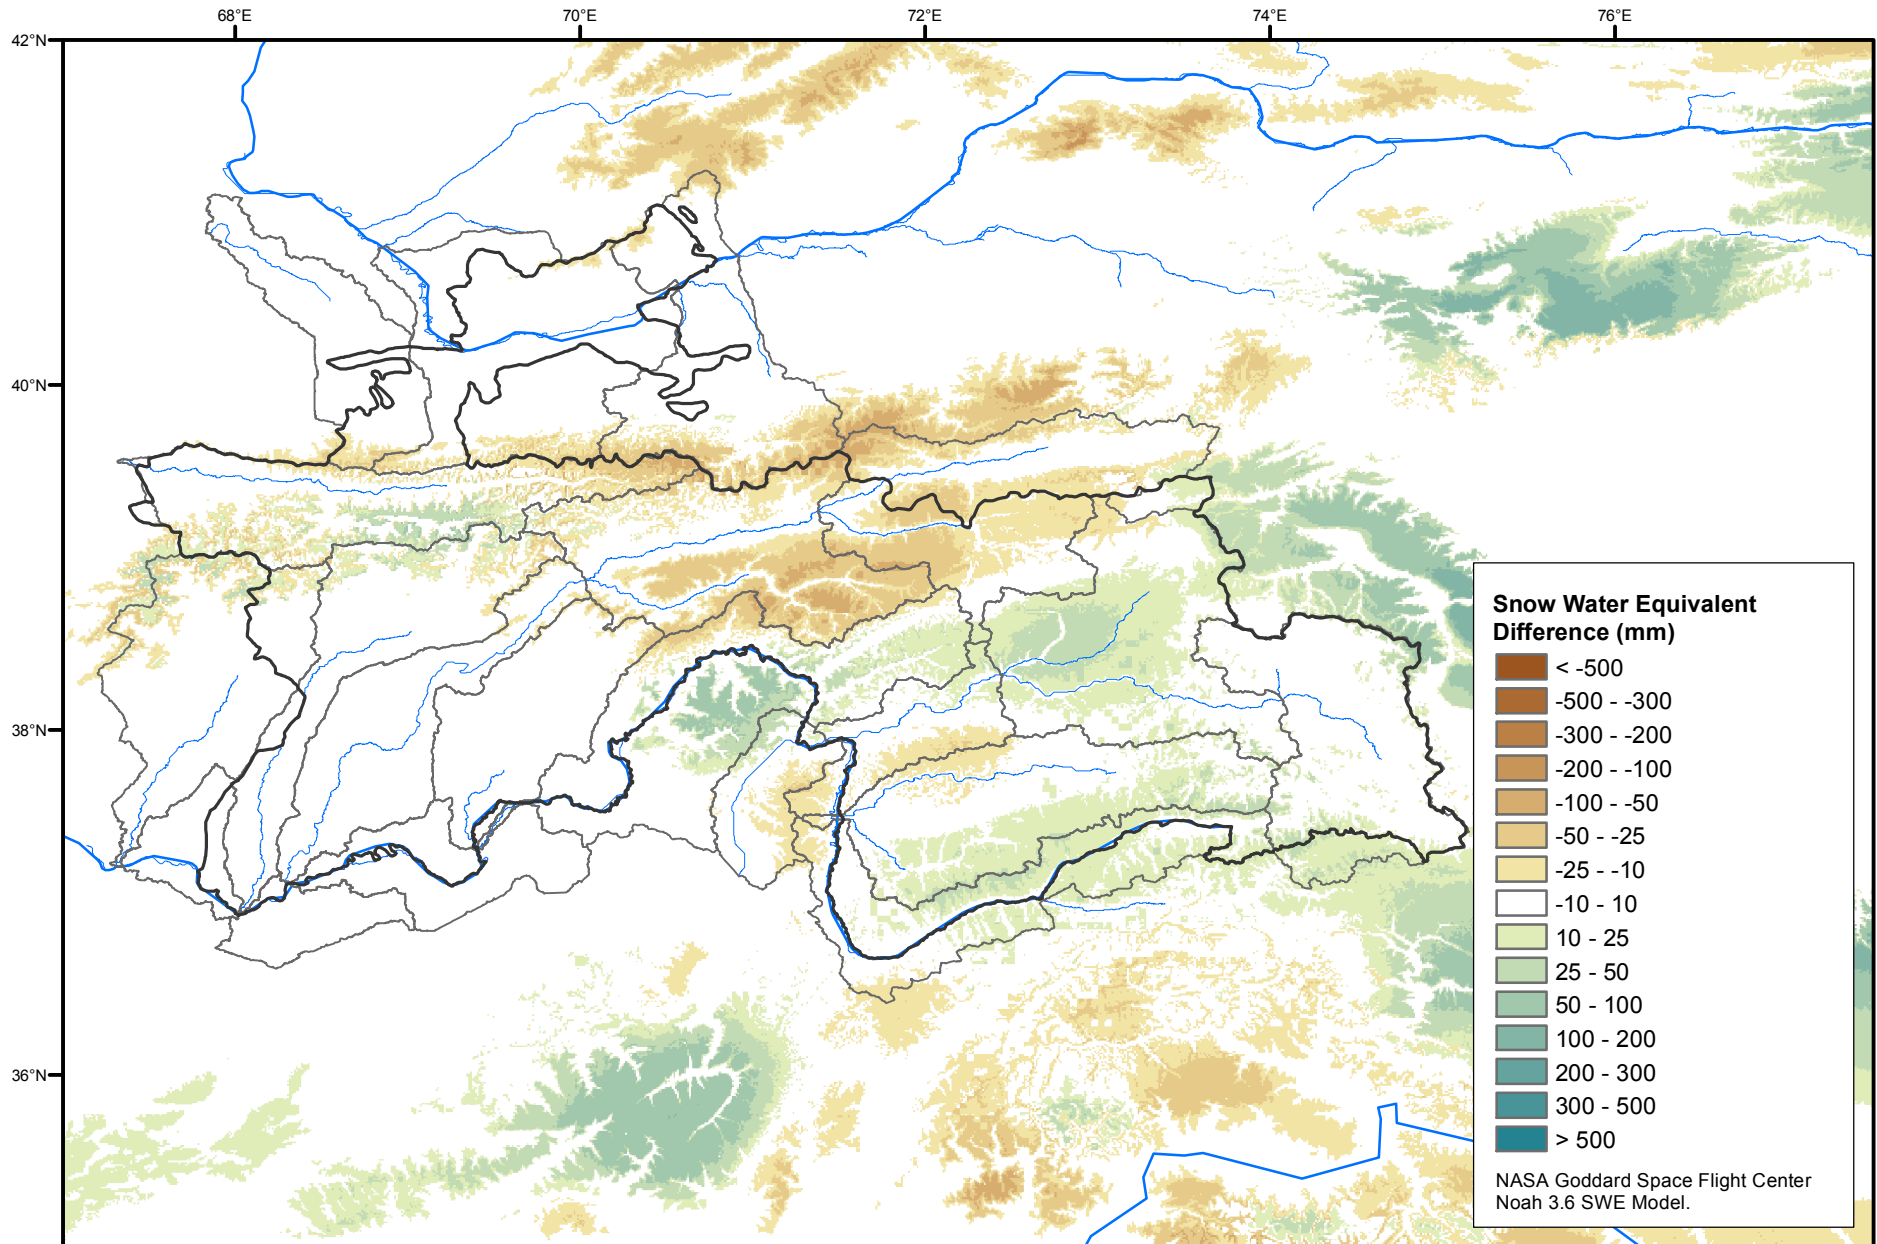 68°E
70°E
72°E
74°E
76°E
42°N
40°N
38°N
36°N
Snow Water Equivalent
Difference (mm)
< -500
-500 - -300
-300 - -200
-200 - -100
-100 - -50
-50 - -25
-25 - -10
-10 - 10
10 - 25
25 - 50
50 - 100
100 - 200
200 - 300
300 - 500
> 500
NASA Goddard Space Flight Center
Noah 3.6 SWE Model.